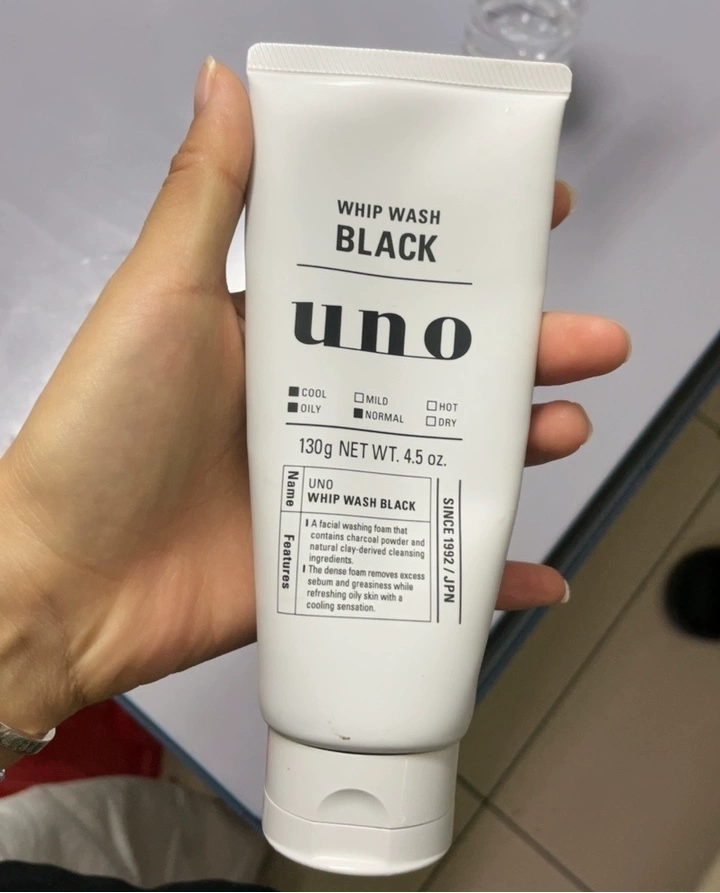 WHIP WASH
BLACK
uno
■ COOL □ MILD □ HOT
■ OILY ■ NORMAL □ DRY
130g NET WT. 4.5 oz.
Name
UNO
WHIP WASH BLACK
Features
A facial washing foam that
contains charcoal powder and
natural clay-derived cleansing
ingredients.
The dense foam removes excess
sebum and greasiness while
refreshing oily skin with a
cooling sensation.
SINCE 1992 / JPN